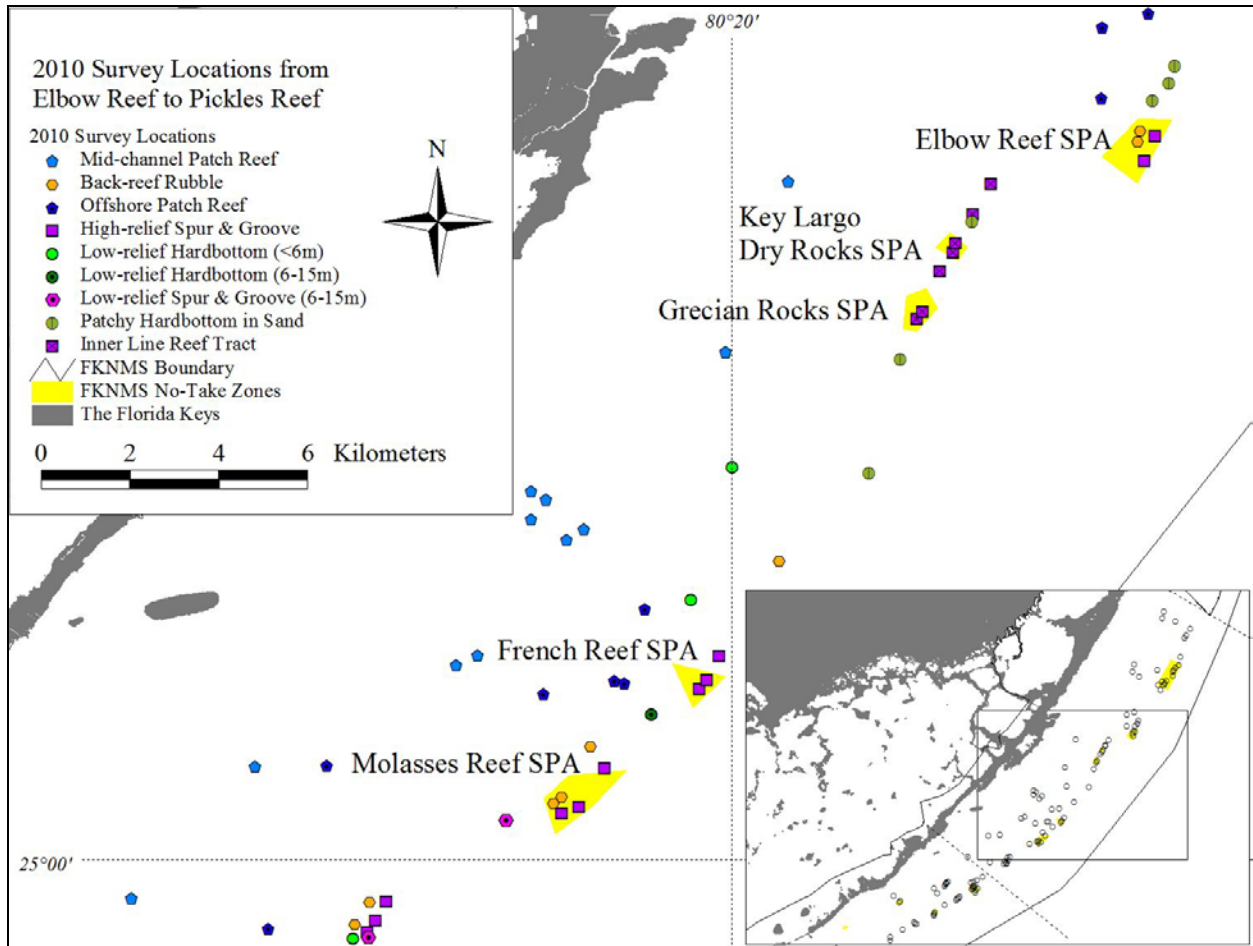 80°20'
2010 Survey Locations from
Elbow Reef to Pickles Reef
2010 Survey Locations
Mid-channel Patch Reef
Back-reef Rubble
Offshore Patch Reef
High-relief Spur & Groove
Low-relief Hardbottom (<6m)
Low-relief Hardbottom (6-15m)
Low-relief Spur & Groove (6-15m)
Patchy Hardbottom in Sand
Inner Line Reef Tract
FKNMS Boundary
FKNMS No-Take Zones
The Florida Keys
N
0 2 4 6 Kilometers
Elbow Reef SPA
Key Largo
Dry Rocks SPA
Grecian Rocks SPA
French Reef SPA
Molasses Reef SPA
25°00'